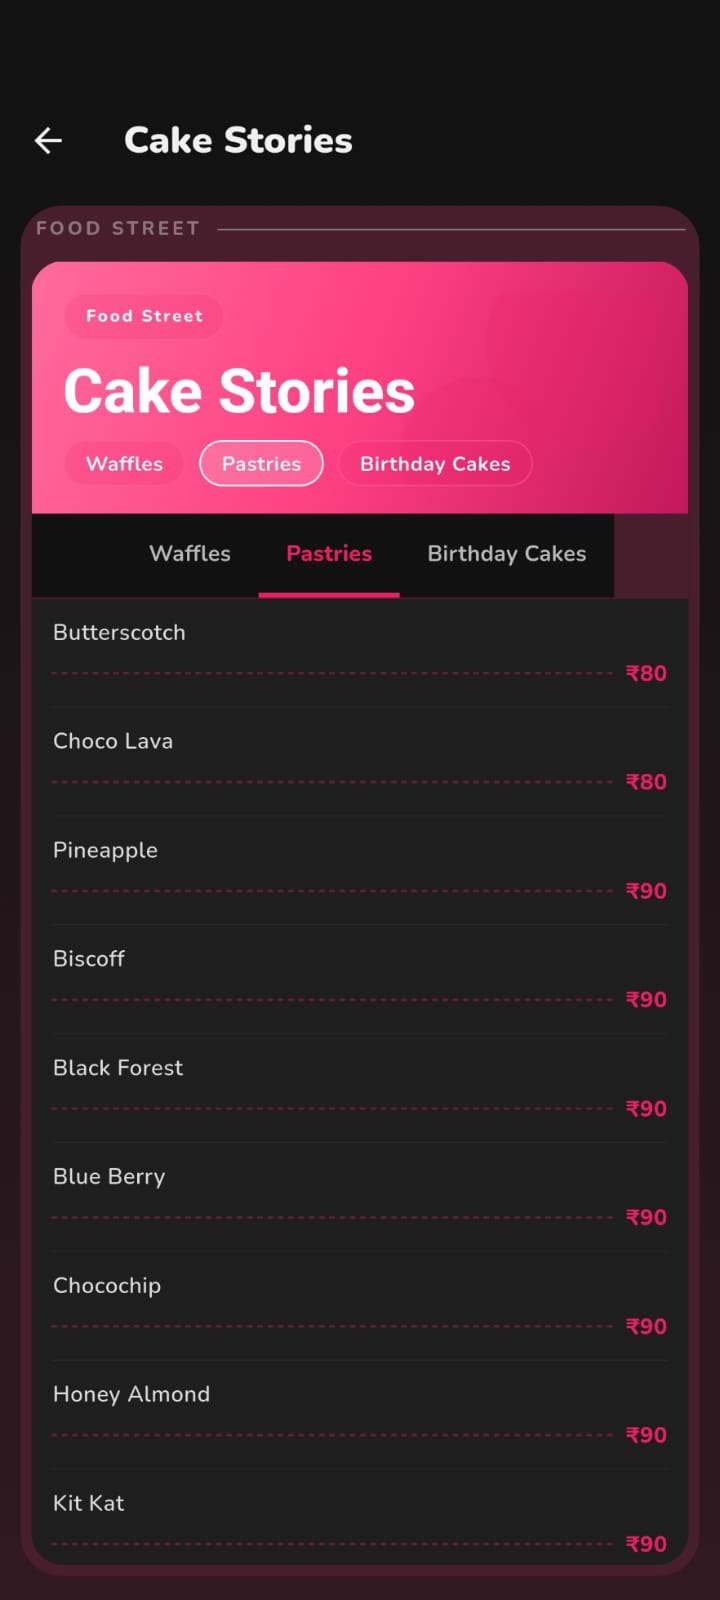 Cake Stories
FOOD STREET
Food Street
Cake Stories
Waffles Pastries Birthday Cakes
Waffles Pastries Birthday Cakes
Butterscotch
₹80
Choco Lava
₹80
Pineapple
₹90
Biscoff
₹90
Black Forest
₹90
Blue Berry
₹90
Chocochip
₹90
Honey Almond
₹90
Kit Kat
₹90